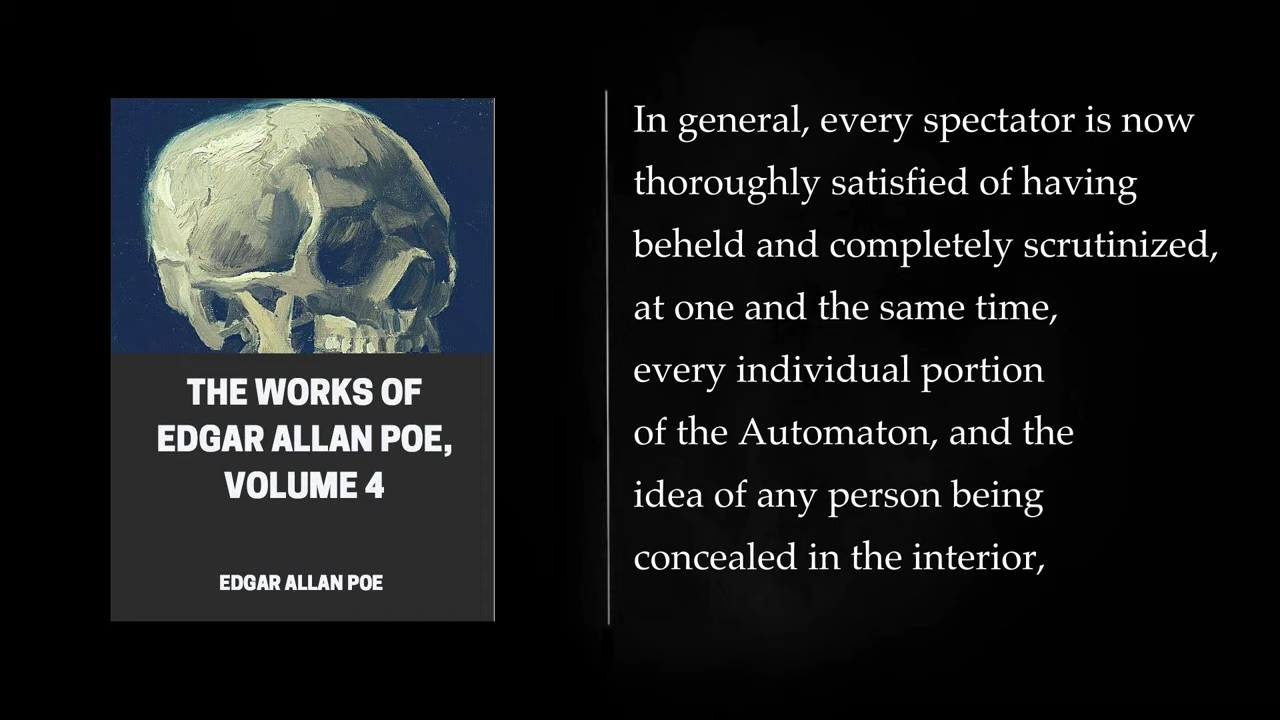 THE WORKS OF
EDGAR ALLAN POE,
VOLUME 4
EDGAR ALLAN POE
In general, every spectator is now
thoroughly satisfied of having
beheld and completely scrutinized,
at one and the same time,
every individual portion
of the Automaton, and the
idea of any person being
concealed in the interior,